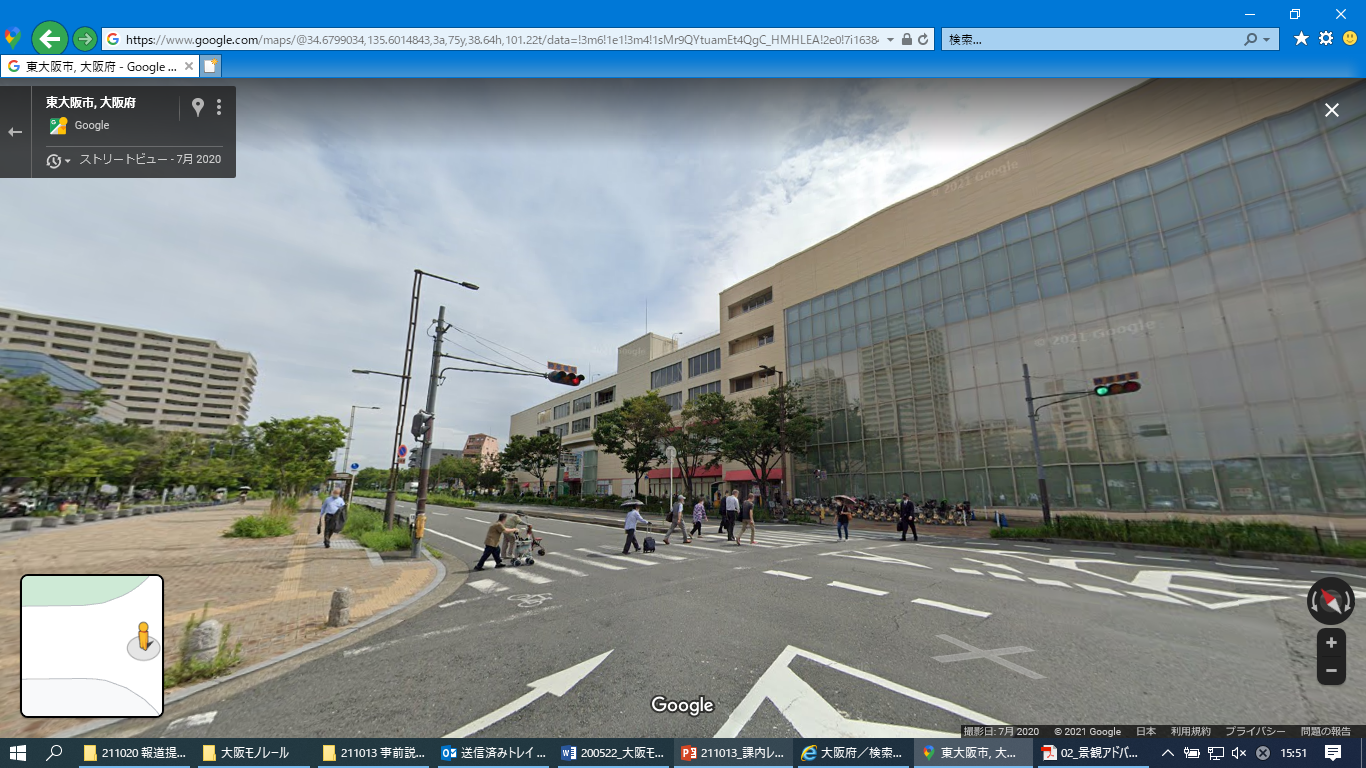 https://www.google.com/maps/@34.6799034,135.6014843,3a,75y,38.64h,101.22t/data=!3m6!1e1!3m4!1sMr9QYtuamEt4QgC_HMHLEA!2e0!7i1638
検索...
東大阪市, 大阪府 - Google ...
東大阪市, 大阪府
Google
ストリートビュー - 7月 2020
© 2021 Google
© 2021 Google
Google
撮影日: 7月 2020 © 2021 Google 日本 利用規約 プライバシー 問題の報告
211020 報道提... 大阪モノレール 211013 事前説... 送信済みトレイ ... 200522_大阪モ... 211013_課内レ... 大阪府／検索... 東大阪市, 大... 02_景観アドバ... 15:51